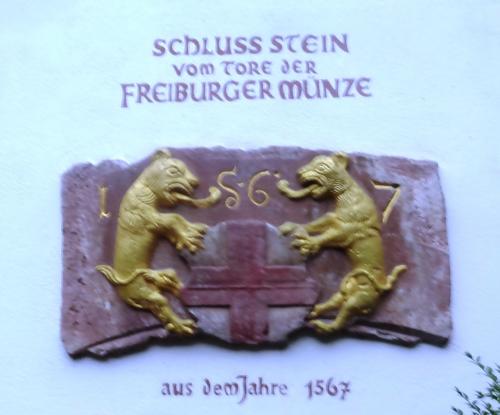 SCHLUSS STEIN
VOM TORE DER
FREIBURGER MÜNZE
1 5 6 7
aus dem Jahre 1567